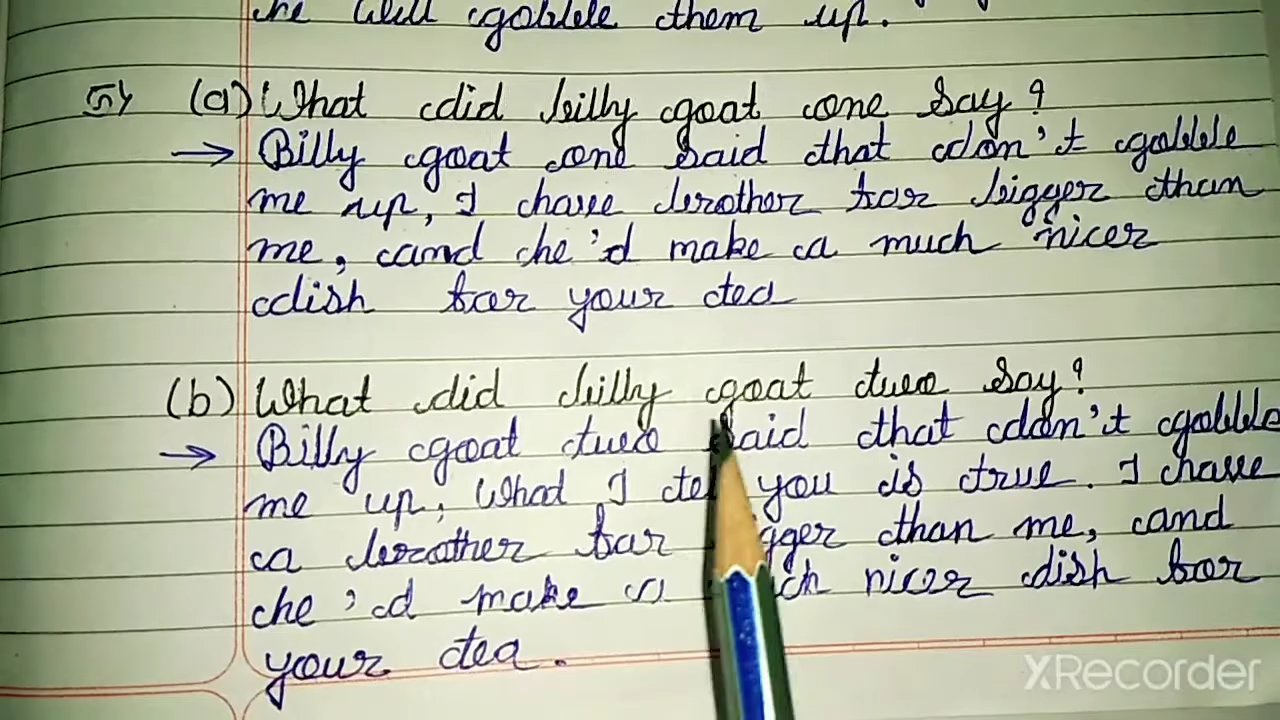 he will gobble them up.
5) (a) What did billy goat one say?
→ Billy goat one said that don't gobble
me up, I have brother far bigger than
me, and he'd make a much nicer
dish for your tea
(b) What did billy goat two say?
→ Billy goat two said that don't gobble
me up, What I tel you is true. I have
a brother far bigger than me, and
he'd make a much nicer dish for
your tea.
XRecorder